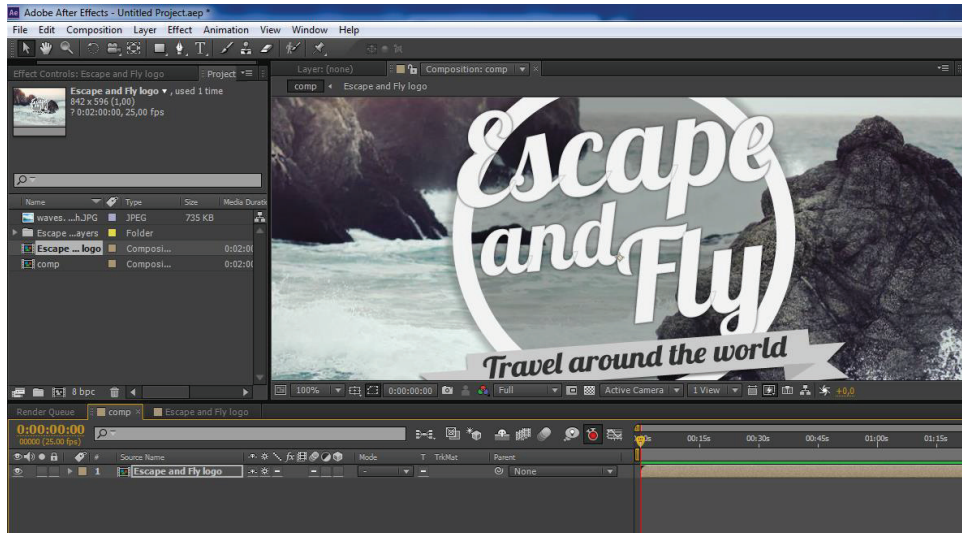 Adobe After Effects - Untitled Project.aep *
File Edit Composition Layer Effect Animation View Window Help
Effect Controls: Escape and Fly logo
Project
Layer: (none)
Composition: comp
comp
Escape and Fly logo
Escape and Fly logo , used 1 time
842 x 596 (1,00)
? 0:02:00:00, 25,00 fps
Name Type Size Media Durati
waves. ...h.JPG JPEG 735 KB
Escape ...ayers Folder
Escape ... logo Composi... 0:02:00
comp Composi... 0:02:00
8 bpc
Escape
and
Fly
Travel around the world
100% 0:00:00:00 Full Active Camera 1 View +0,0
Render Queue comp Escape and Fly logo
0:00:00:00
00000 (25.00 fps)
00:15s 00:30s 00:45s 01:00s 01:15s
# Source Name Mode T TrkMat Parent
1 Escape and Fly logo - None